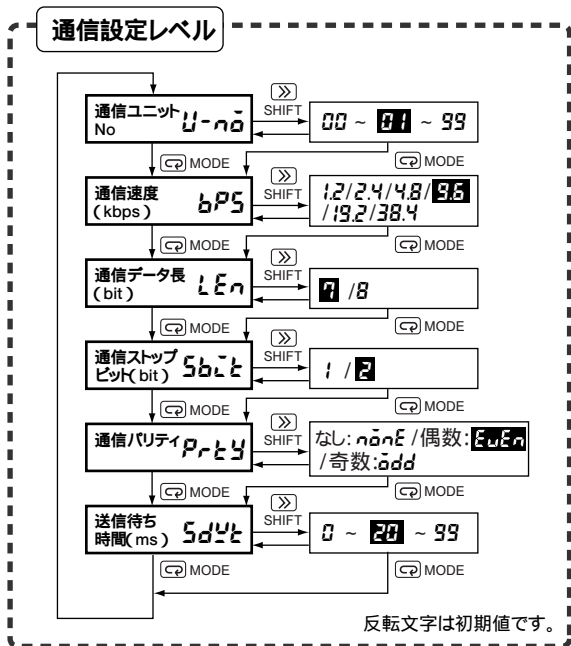 通信設定レベル
通信ユニット
No
U-no
SHIFT
00 ~ 01 ~ 99
MODE
MODE
通信速度
(kbps)
bPS
SHIFT
1.2/2.4/4.8/9.6
/19.2/38.4
MODE
MODE
通信データ長
(bit)
LEn
SHIFT
7 /8
MODE
MODE
通信ストップ
ビット(bit)
Sbit
SHIFT
1 /2
MODE
MODE
通信パリティ
PrtY
SHIFT
なし:nonE /偶数:EvEn
/奇数:odd
MODE
MODE
送信待ち
時間(ms)
SdWt
SHIFT
0 ~ 20 ~ 99
MODE
MODE
反転文字は初期値です。